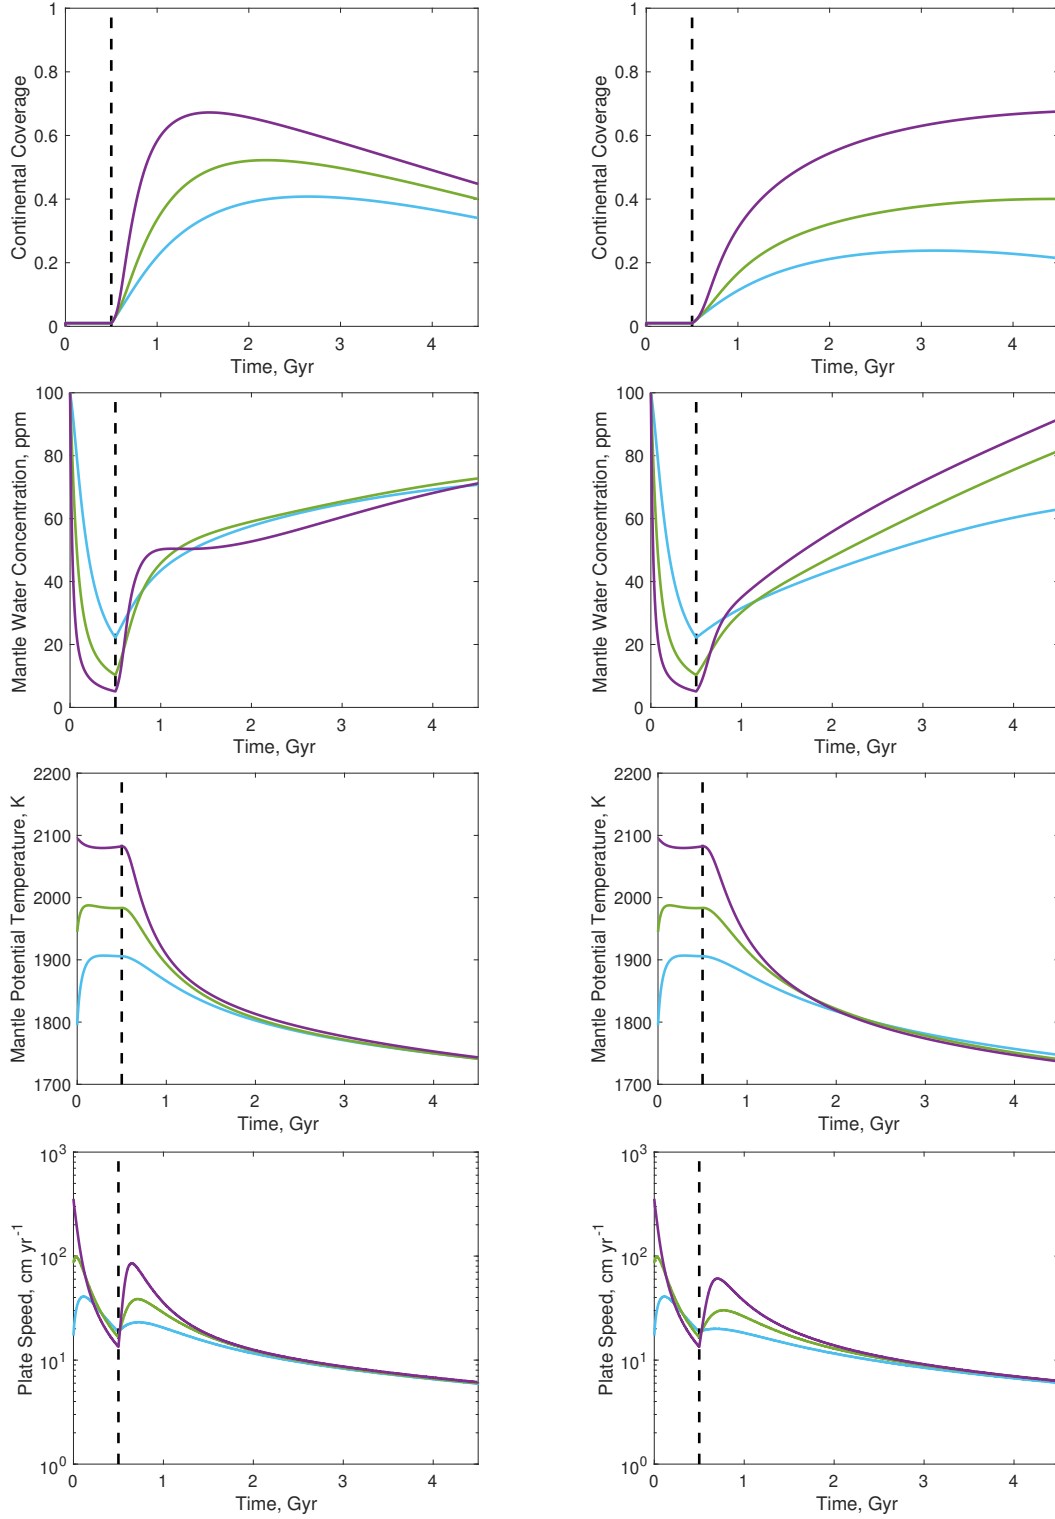 Continental Coverage
1
0.8
0.6
0.4
0.2
0
0 1 2 3 4
Time, Gyr
Continental Coverage
1
0.8
0.6
0.4
0.2
0
0 1 2 3 4
Time, Gyr
Mantle Water Concentration, ppm
100
80
60
40
20
0
0 1 2 3 4
Time, Gyr
Mantle Water Concentration, ppm
100
80
60
40
20
0
0 1 2 3 4
Time, Gyr
Mantle Potential Temperature, K
2200
2100
2000
1900
1800
1700
0 1 2 3 4
Time, Gyr
Mantle Potential Temperature, K
2200
2100
2000
1900
1800
1700
0 1 2 3 4
Time, Gyr
Plate Speed, cm yr-1
10^3
10^2
10^1
10^0
0 1 2 3 4
Time, Gyr
Plate Speed, cm yr-1
10^3
10^2
10^1
10^0
0 1 2 3 4
Time, Gyr